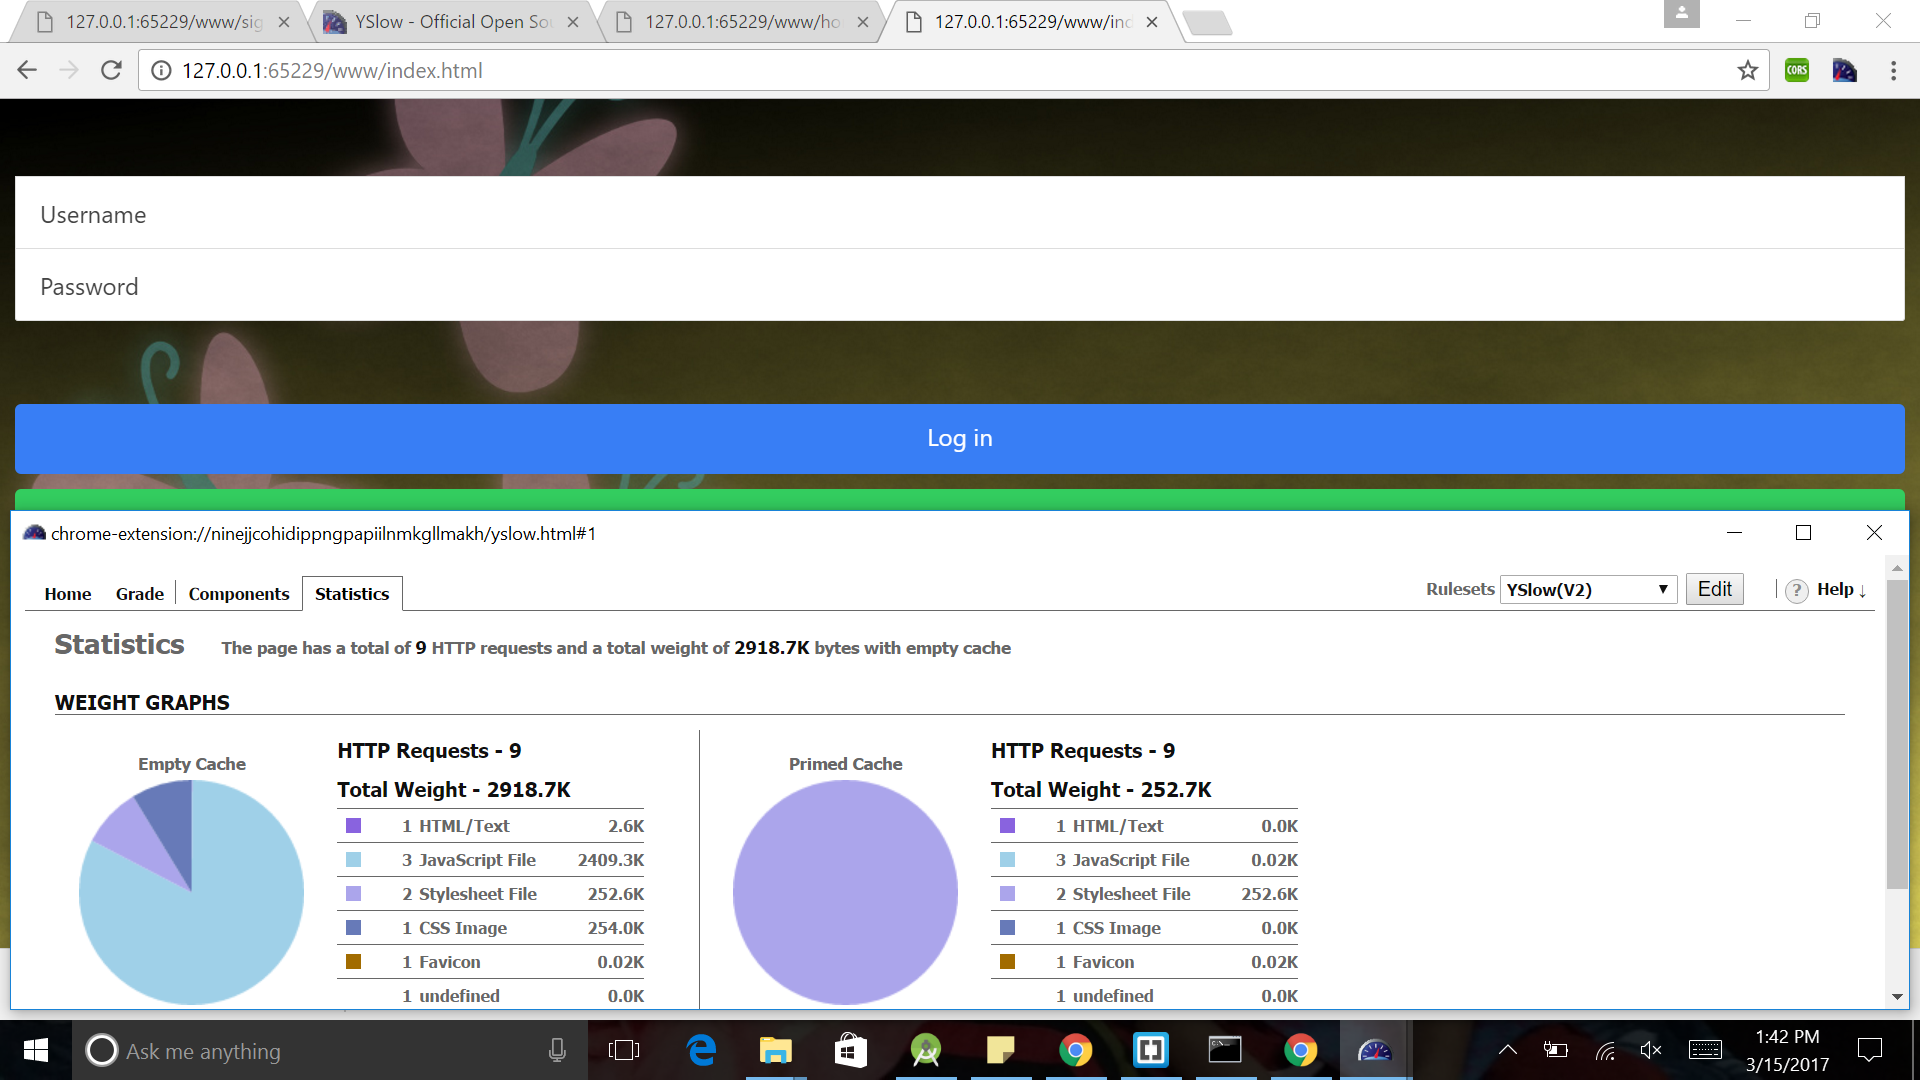 127.0.0.1:65229/www/sig
YSlow - Official Open Sou
127.0.0.1:65229/www/ho
127.0.0.1:65229/www/ind
127.0.0.1:65229/www/index.html
CORS
Username
Password
Log in
chrome-extension://ninejjcohidippngpapiilnmkgllmakh/yslow.html#1
Home Grade Components Statistics Rulesets YSlow(V2) Edit ? Help ↓
Statistics The page has a total of 9 HTTP requests and a total weight of 2918.7K bytes with empty cache
WEIGHT GRAPHS
Empty Cache
HTTP Requests - 9
Total Weight - 2918.7K
1 HTML/Text 2.6K
3 JavaScript File 2409.3K
2 Stylesheet File 252.6K
1 CSS Image 254.0K
1 Favicon 0.02K
1 undefined 0.0K
Primed Cache
HTTP Requests - 9
Total Weight - 252.7K
1 HTML/Text 0.0K
3 JavaScript File 0.02K
2 Stylesheet File 252.6K
1 CSS Image 0.0K
1 Favicon 0.02K
1 undefined 0.0K
Ask me anything
1:42 PM
3/15/2017